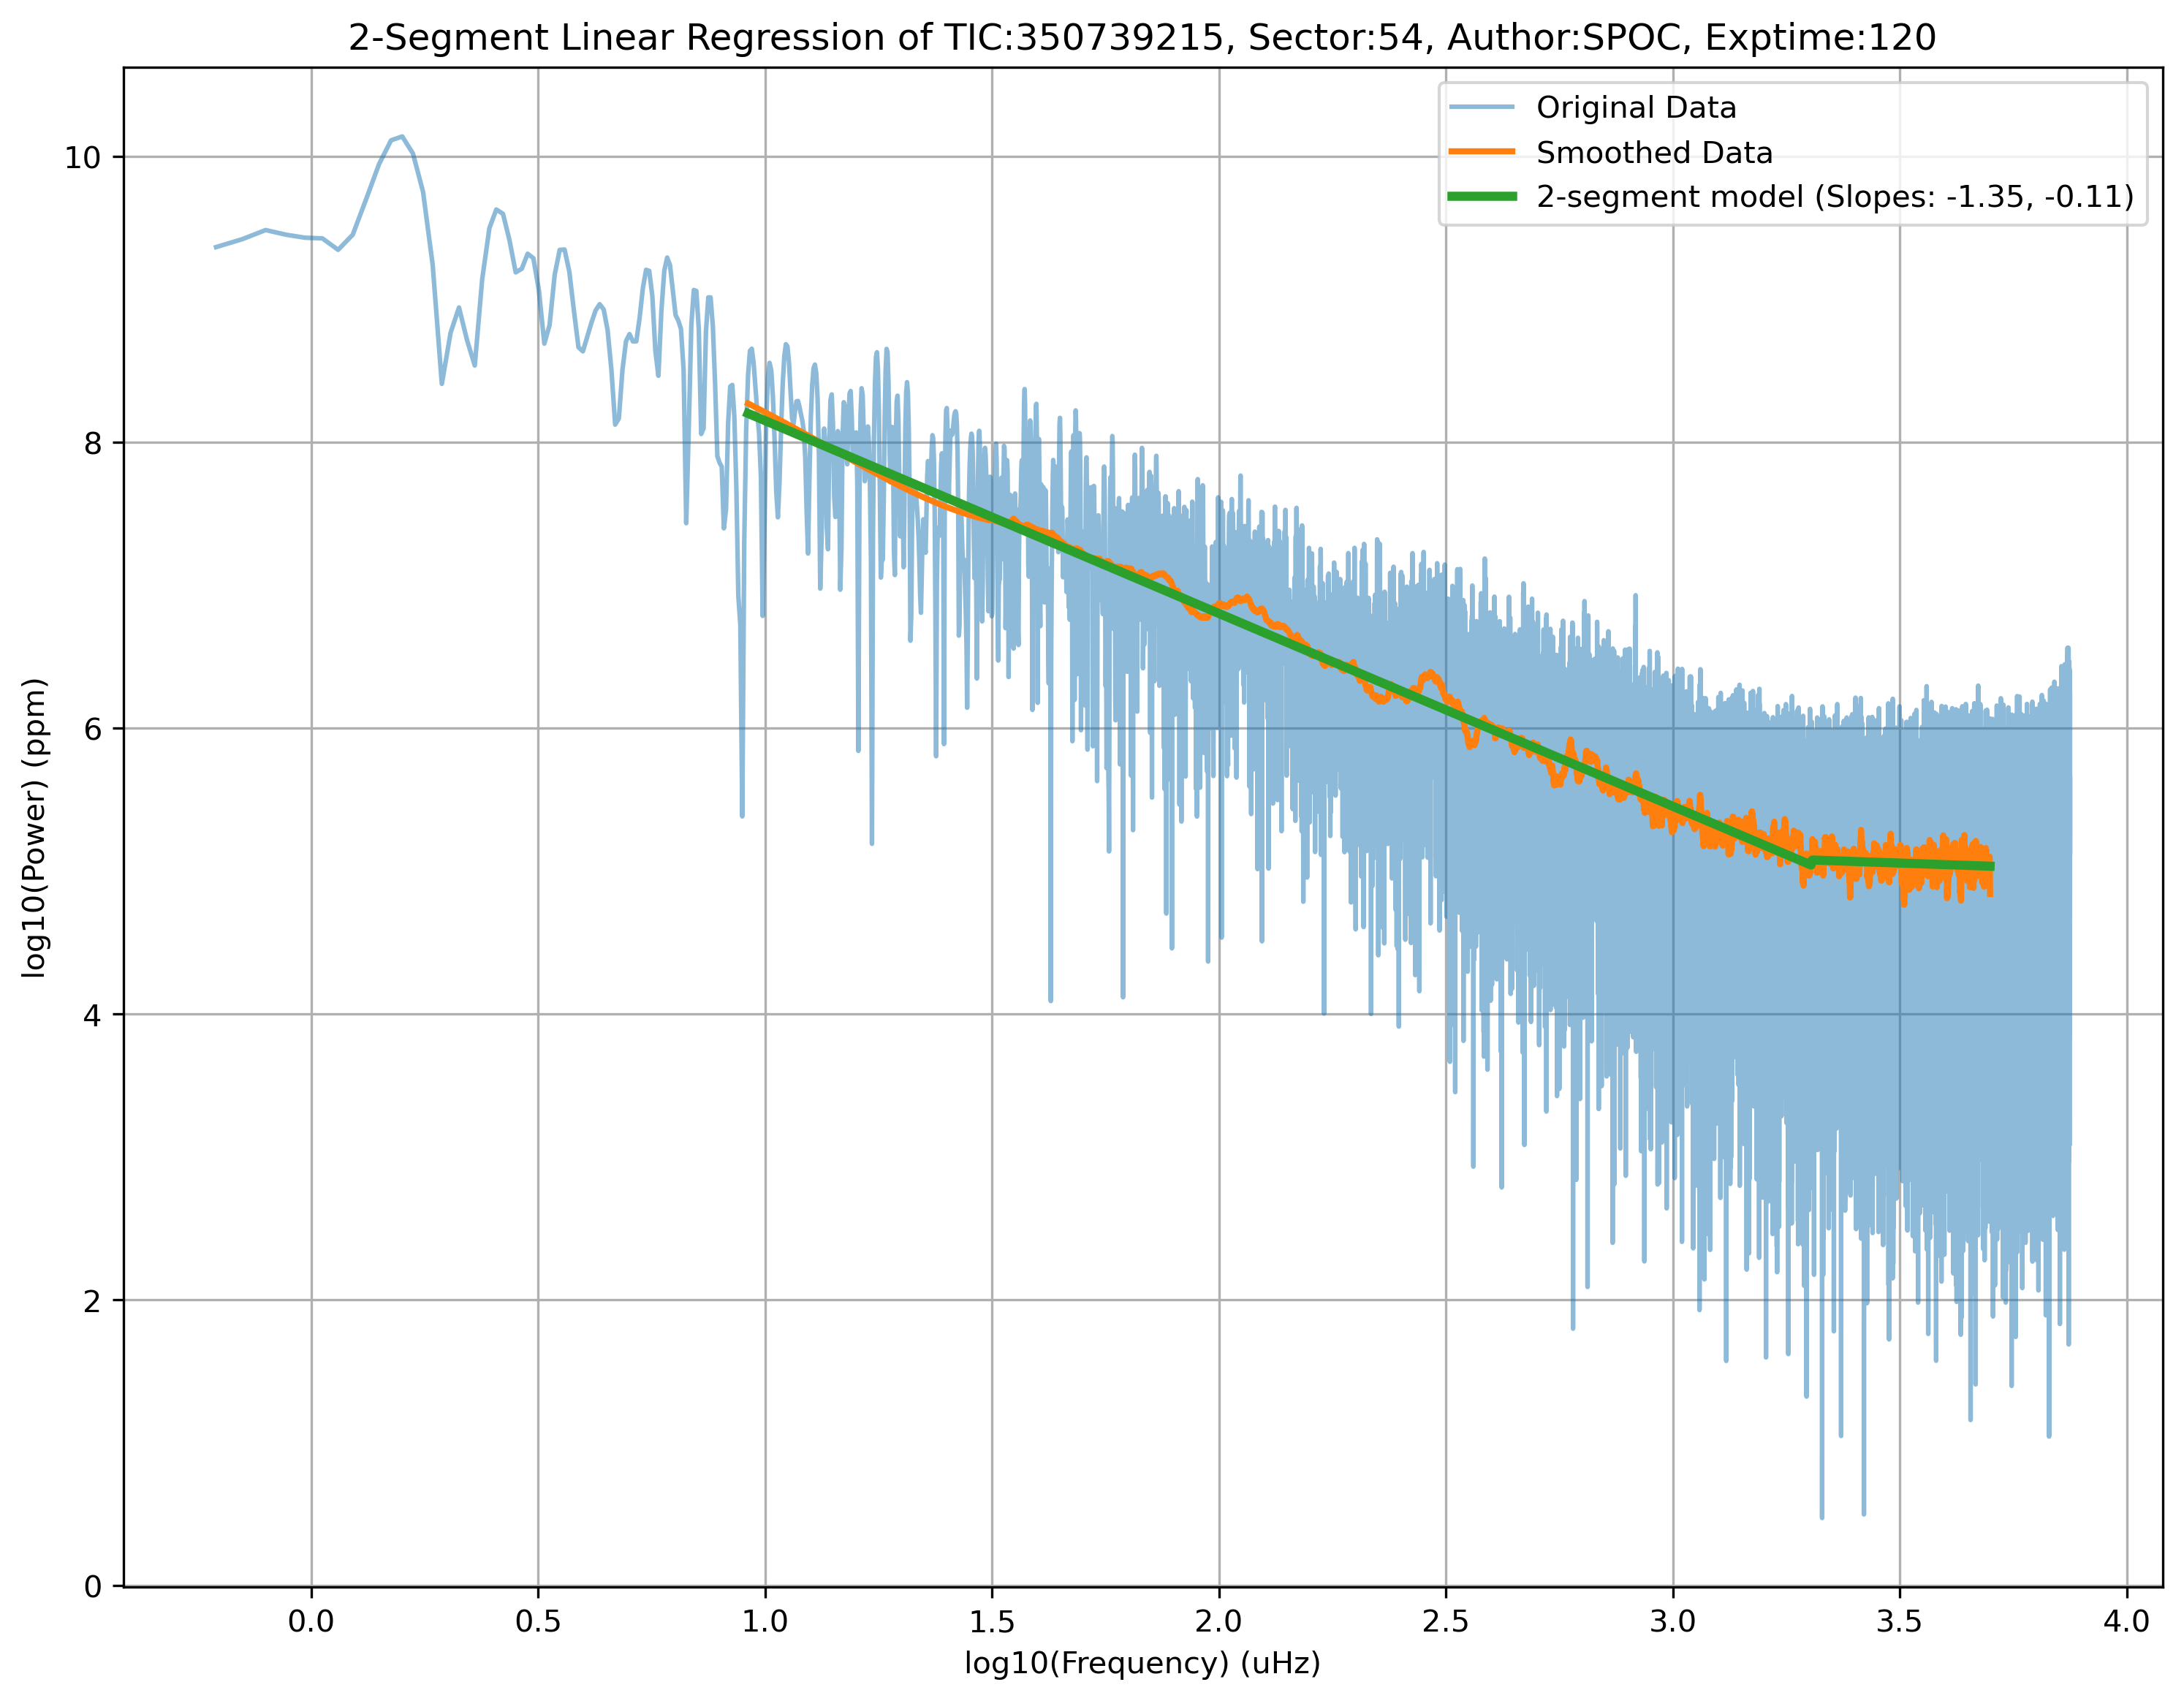 2-Segment Linear Regression of TIC:350739215, Sector:54, Author:SPOC, Exptime:120
Original Data
Smoothed Data
2-segment model (Slopes: -1.35, -0.11)
log10(Power) (ppm)
10
8
6
4
2
0
0.0 0.5 1.0 1.5 2.0 2.5 3.0 3.5 4.0
log10(Frequency) (uHz)